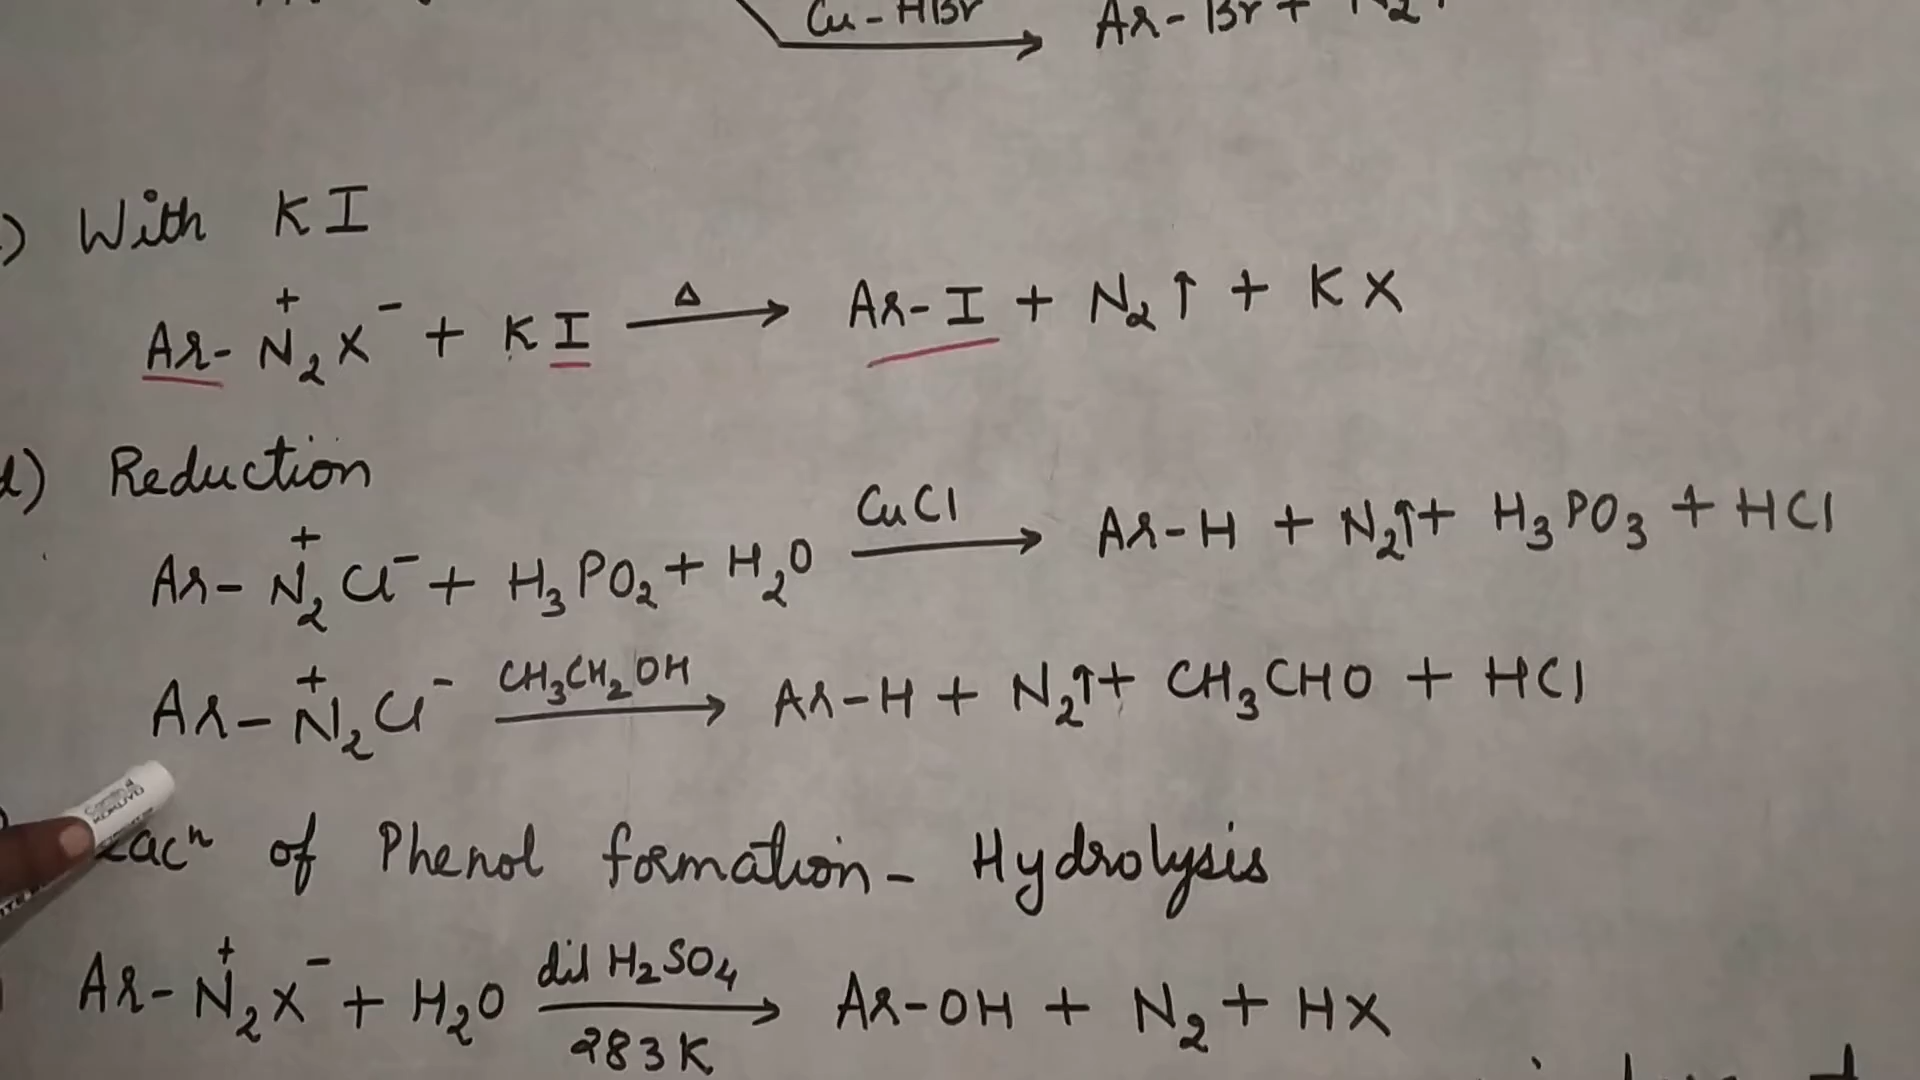 Cu-HBr Ar-Br + N2↑
) With KI
Ar-N2⁺X⁻ + KI —Δ→ Ar-I + N2↑ + KX
d) Reduction
Ar-N2⁺Cl⁻ + H3PO2 + H2O —CuCl→ Ar-H + N2↑ + H3PO3 + HCl
Ar-N2⁺Cl⁻ —CH3CH2OH→ Ar-H + N2↑ + CH3CHO + HCl
of Phenol formation - Hydrolysis
Ar-N2⁺X⁻ + H2O —dil H2SO4 / 283K→ Ar-OH + N2 + HX